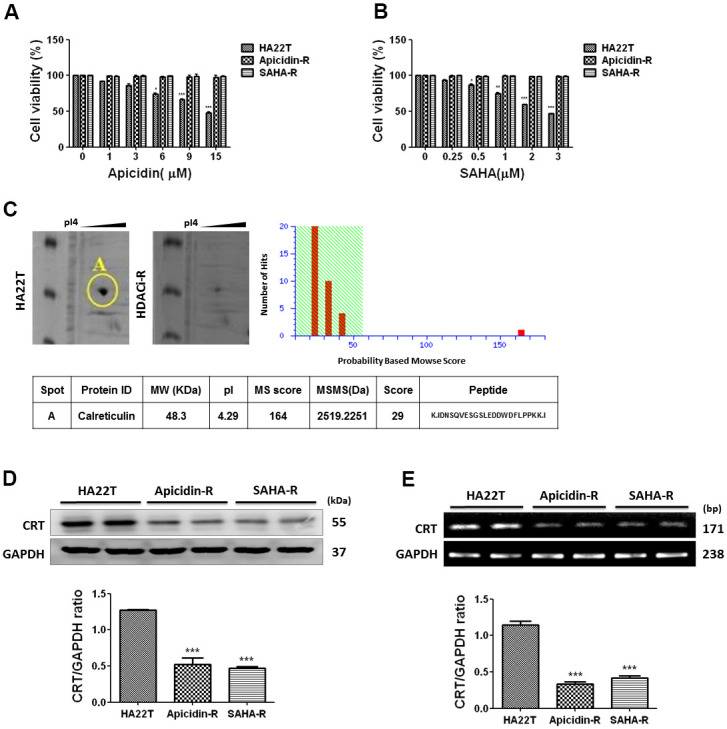 A
Cell viability (%)
150
100
50
0
HA22T
Apicidin-R
SAHA-R
*
***
***
0 1 3 6 9 15
Apicidin( μM)
B
Cell viability (%)
150
100
50
0
HA22T
Apicidin-R
SAHA-R
*
**
***
***
0 0.25 0.5 1 2 3
SAHA(μM)
C
pI4
HA22T
A
pI4
HDACi-R
Number of Hits
20
15
10
5
0
50 100 150
Probability Based Mowse Score
Spot Protein ID MW (KDa) pI MS score MSMS(Da) Score Peptide
A Calreticulin 48.3 4.29 164 2519.2251 29 K.IDNSQVESGSLEDDWDFLPPKK.I
D
HA22T Apicidin-R SAHA-R (kDa)
CRT 55
GAPDH 37
CRT/GAPDH ratio
1.5
1.0
0.5
0.0
***
***
HA22T Apicidin-R SAHA-R
E
HA22T Apicidin-R SAHA-R (bp)
CRT 171
GAPDH 238
CRT/GAPDH ratio
1.5
1.0
0.5
0.0
***
***
HA22T Apicidin-R SAHA-R